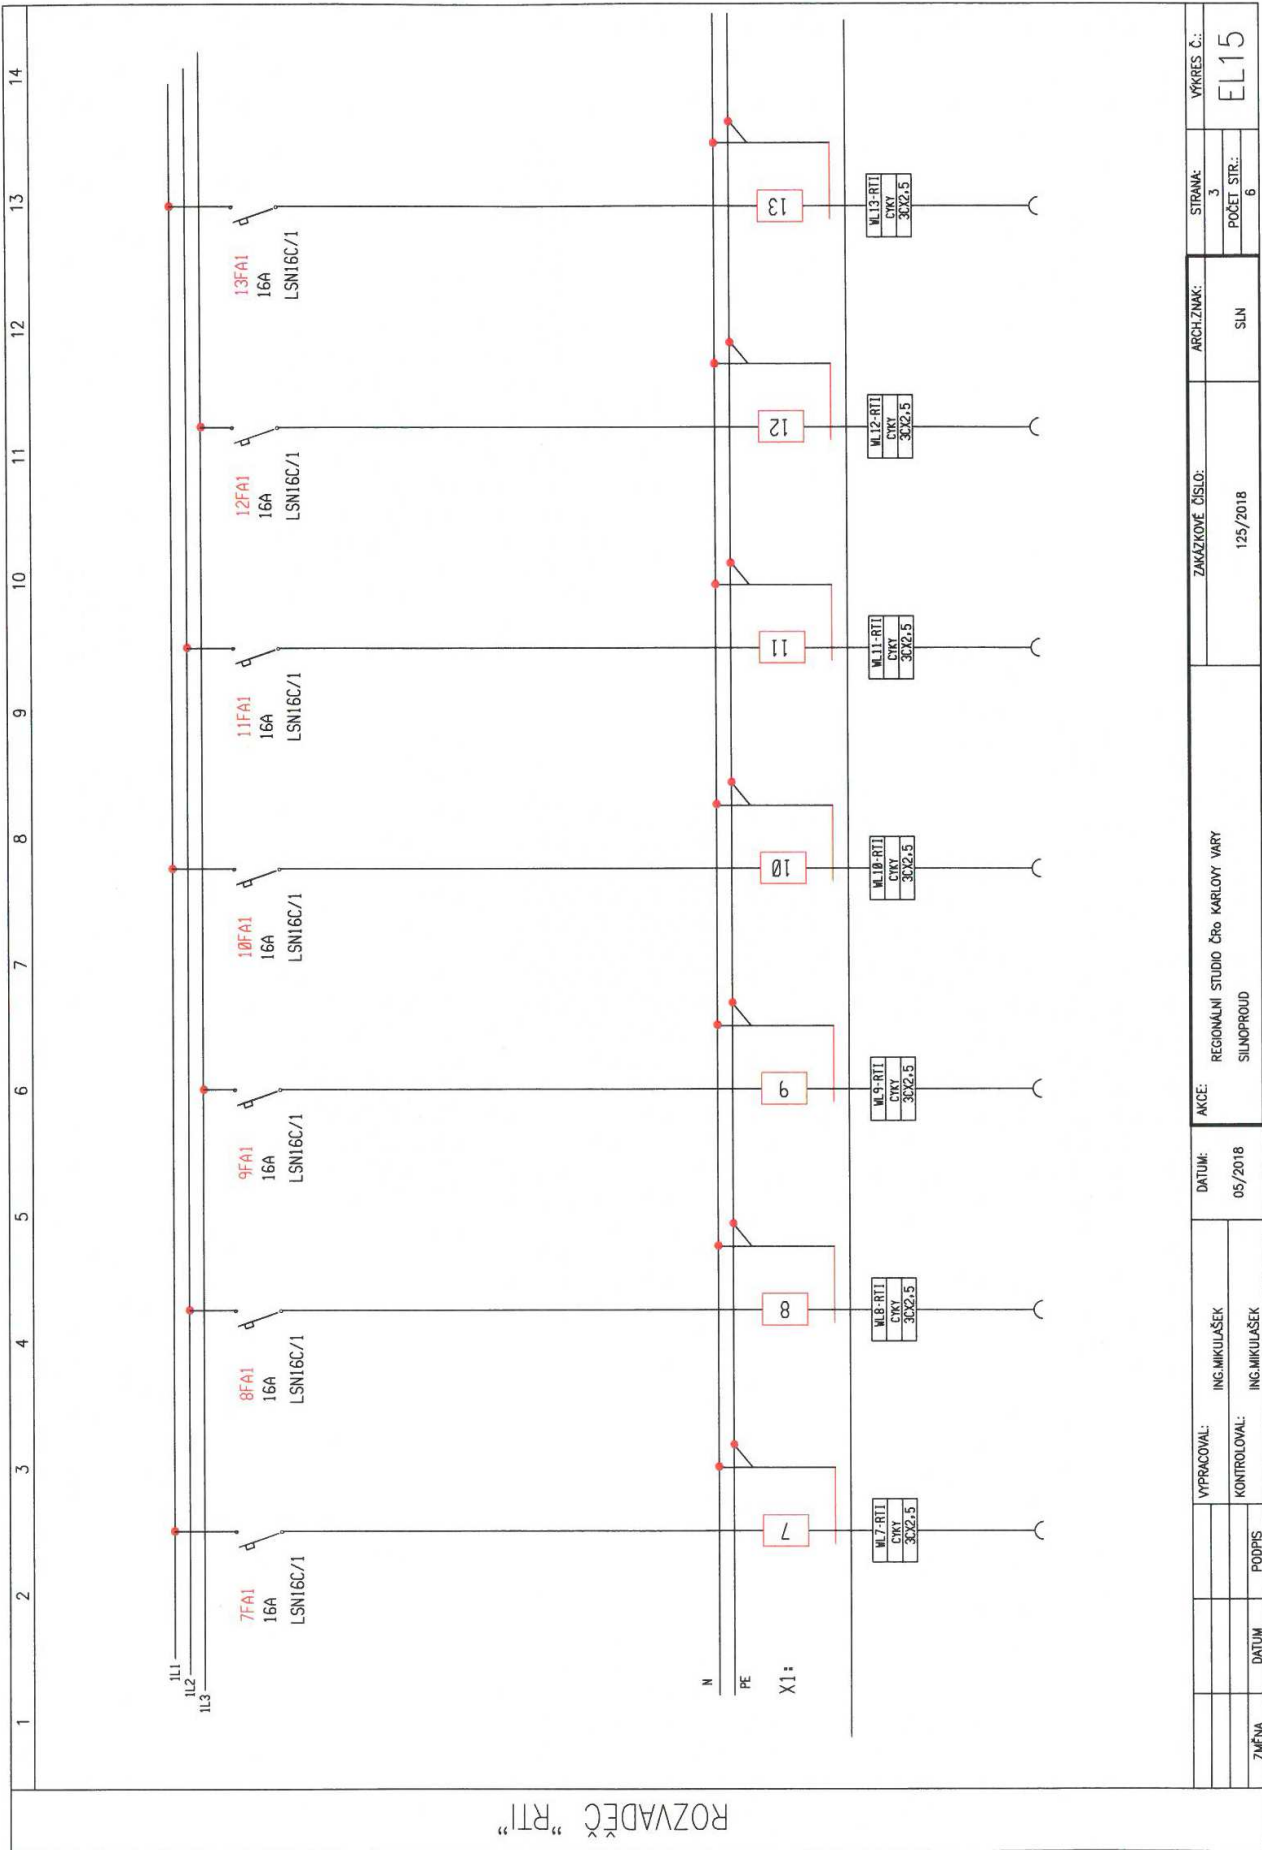 1 2 3 4 5 6 7 8 9 10 11 12 13 14
ROZVADĚČ "RTI"
1L1
1L2
1L3
7FA1
16A
LSN16C/1
8FA1
16A
LSN16C/1
9FA1
16A
LSN16C/1
10FA1
16A
LSN16C/1
11FA1
16A
LSN16C/1
12FA1
16A
LSN16C/1
13FA1
16A
LSN16C/1
N
PE
X1:
7
8
9
10
11
12
13
WL7-RTI
CYKY
3CX2,5
WL8-RTI
CYKY
3CX2,5
WL9-RTI
CYKY
3CX2,5
WL10-RTI
CYKY
3CX2,5
WL11-RTI
CYKY
3CX2,5
WL12-RTI
CYKY
3CX2,5
WL13-RTI
CYKY
3CX2,5
ZMĚNA
DATUM
PODPIS
VYPRACOVAL:
ING.MIKULAŠEK
KONTROLOVAL:
ING.MIKULAŠEK
DATUM:
05/2018
AKCE:
REGIONÁLNÍ STUDIO ČRo KARLOVY VARY
SILNOPROUD
ZAKÁZKOVÉ ČÍSLO:
125/2018
ARCH.ZNAK:
SLN
STRANA:
3
POČET STR.:
6
VÝKRES Č.:
EL15